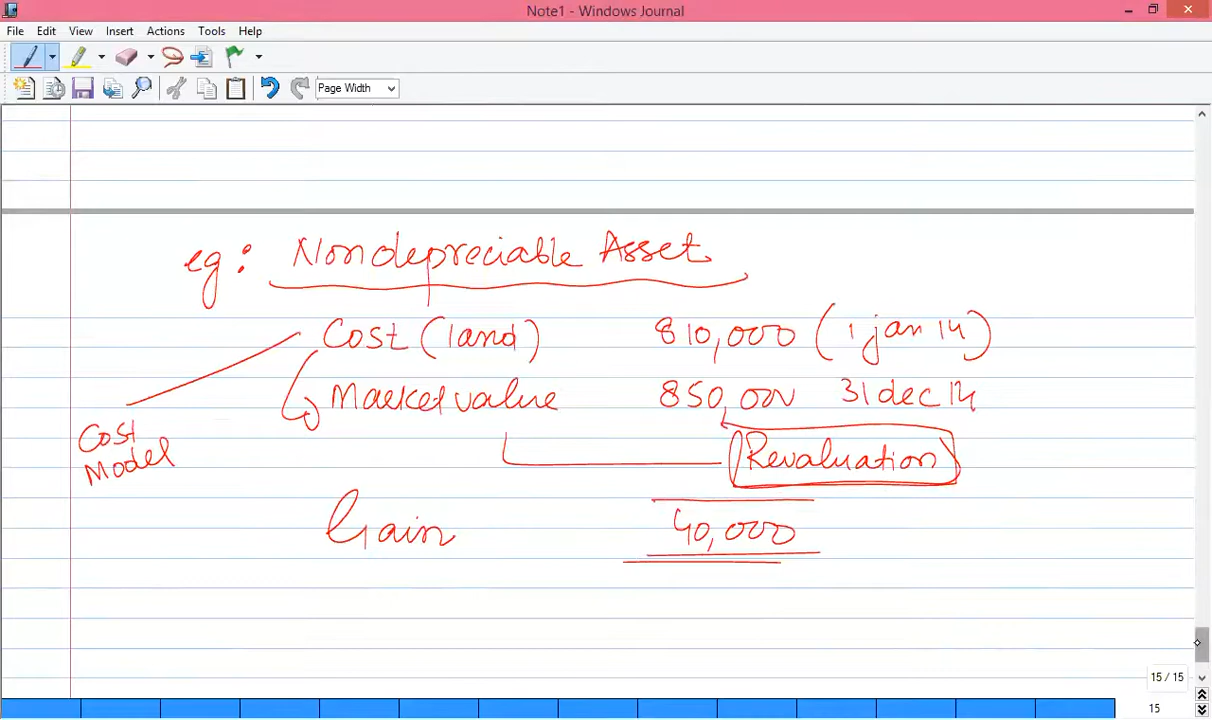 Note1 - Windows Journal
File Edit View Insert Actions Tools Help
Page Width
eg: Nondepreciable Asset
Cost (land) 810,000 (1 jan 14)
Marked value 850,000 31 dec 14
Cost
Model
Revaluation
Gain 40,000
15 / 15
15